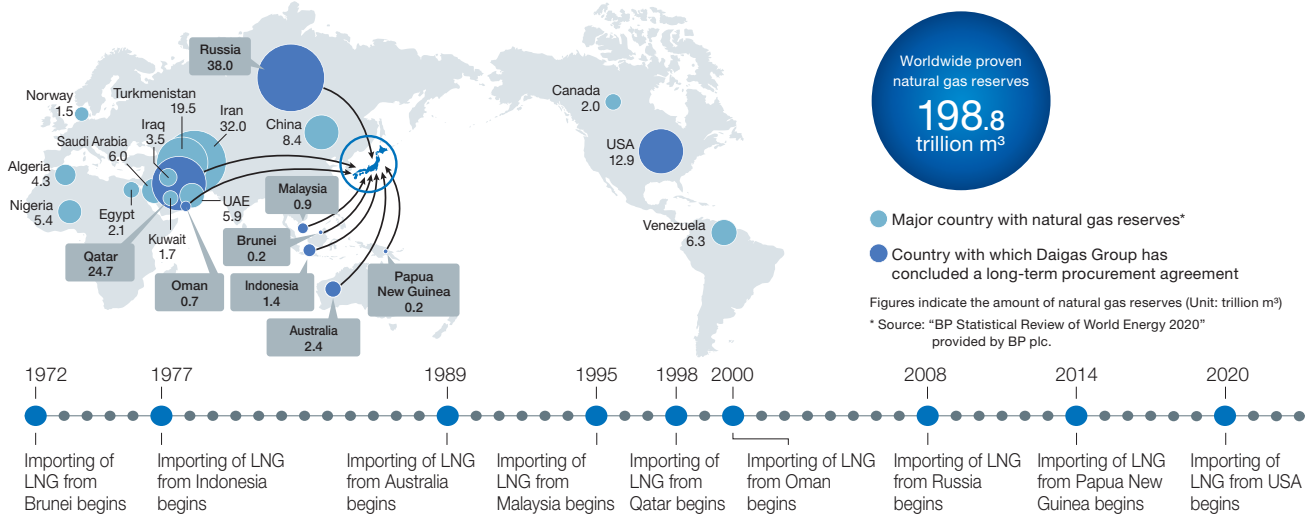 Russia
38.0
Norway
1.5
Turkmenistan
19.5
Iran
32.0
Iraq
3.5
Saudi Arabia
6.0
China
8.4
Algeria
4.3
Nigeria
5.4
Egypt
2.1
Kuwait
1.7
UAE
5.9
Qatar
24.7
Oman
0.7
Malaysia
0.9
Brunei
0.2
Indonesia
1.4
Australia
2.4
Papua
New Guinea
0.2
Canada
2.0
USA
12.9
Venezuela
6.3
Worldwide proven
natural gas reserves
198.8
trillion m³
Major country with natural gas reserves*
Country with which Daigas Group has
concluded a long-term procurement agreement
Figures indicate the amount of natural gas reserves (Unit: trillion m³)
* Source: “BP Statistical Review of World Energy 2020”
provided by BP plc.
1972
Importing of
LNG from
Brunei begins
1977
Importing of LNG
from Indonesia
begins
1989
Importing of LNG
from Australia
begins
1995
Importing of
LNG from
Malaysia begins
1998
Importing of
LNG from
Qatar begins
2000
Importing of LNG
from Oman
begins
2008
Importing of LNG
from Russia
begins
2014
Importing of LNG
from Papua New
Guinea begins
2020
Importing of
LNG from USA
begins